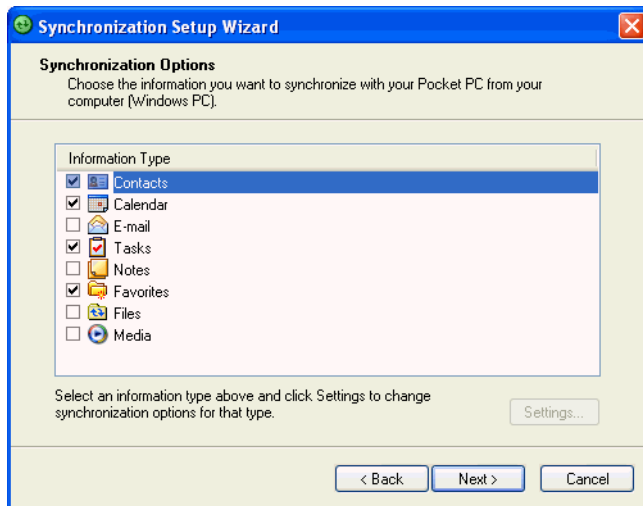 Synchronization Setup Wizard
Synchronization Options
Choose the information you want to synchronize with your Pocket PC from your
computer (Windows PC).
Information Type
Contacts
Calendar
E-mail
Tasks
Notes
Favorites
Files
Media
Select an information type above and click Settings to change
synchronization options for that type.
Settings...
< Back
Next >
Cancel